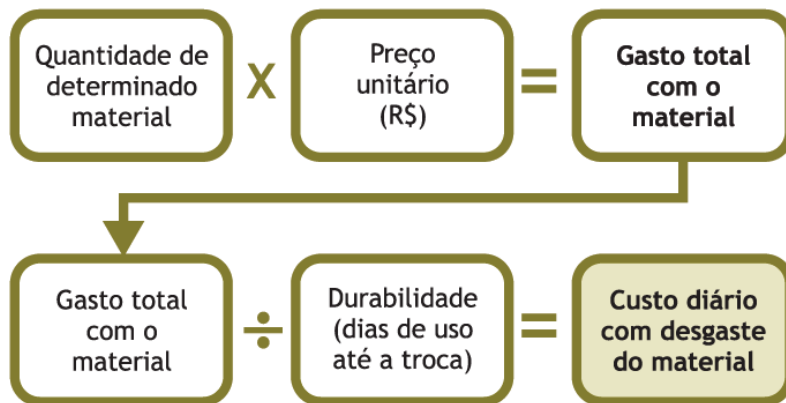 Quantidade de
determinado
material
X
Preço
unitário
(R$)
=
Gasto total
com o
material
Gasto total
com o
material
÷
Durabilidade
(dias de uso
até a troca)
=
Custo diário
com desgaste
do material